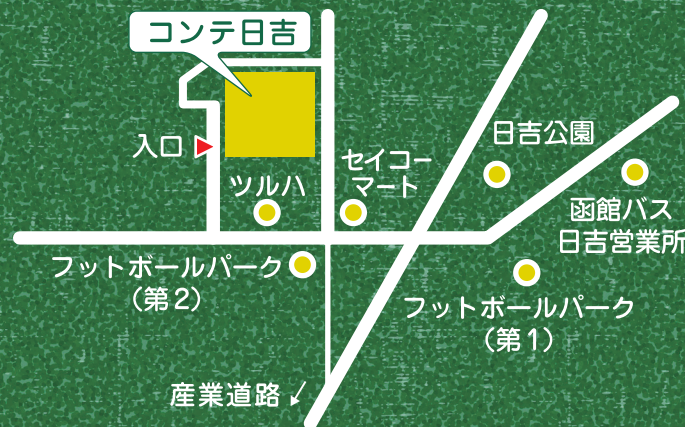 コンテ日吉
入口
ツルハ
セイコー
マート
日吉公園
函館バス
日吉営業所
フットボールパーク
（第2）
フットボールパーク
（第1）
産業道路